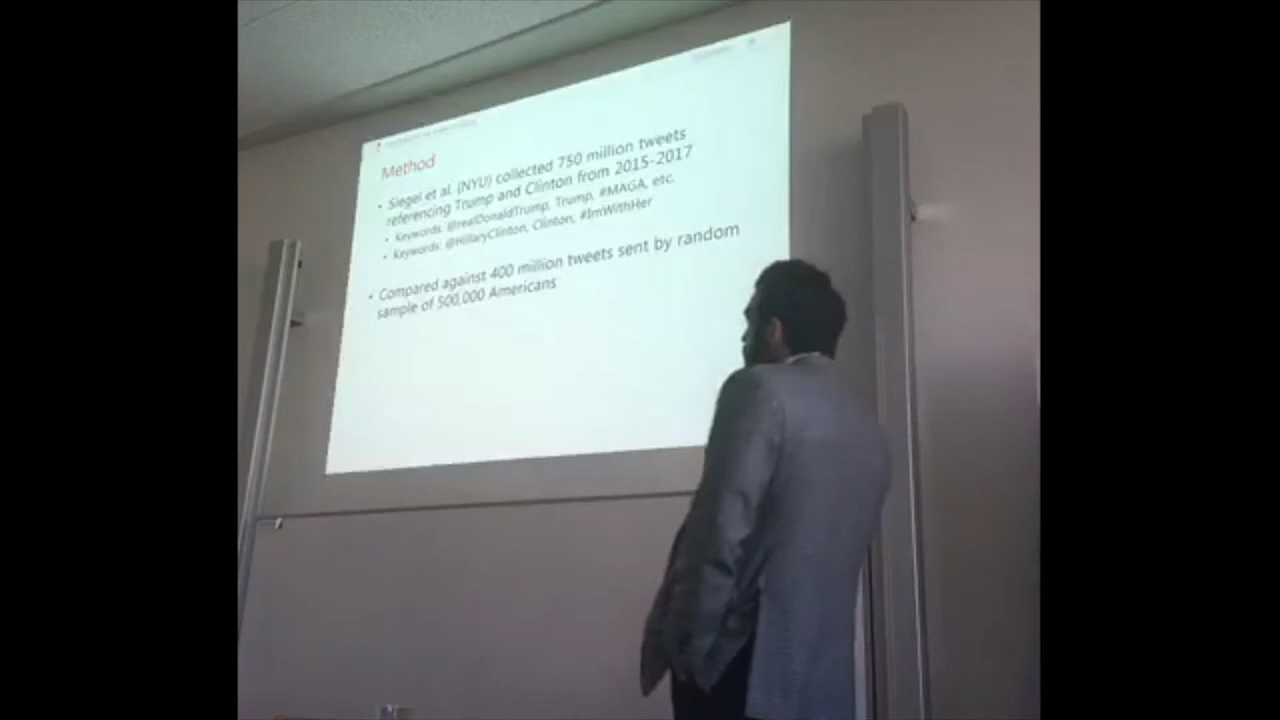 Method
• Siegel et al. (NYU) collected 750 million tweets
referencing Trump and Clinton from 2015-2017
• Keywords: @realDonaldTrump, Trump, #MAGA, etc.
• Keywords: @HillaryClinton, Clinton, #ImWithHer
• Compared against 400 million tweets sent by random
sample of 500,000 Americans